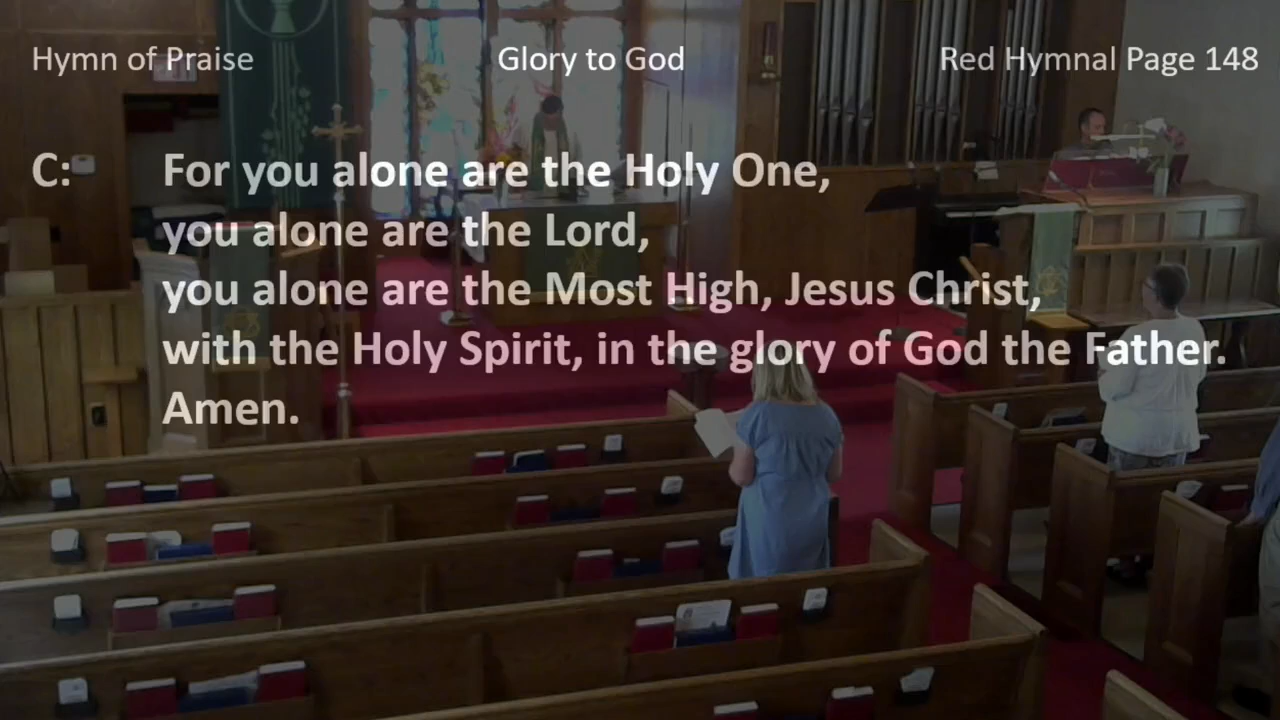 Hymn of Praise Glory to God Red Hymnal Page 148
C: For you alone are the Holy One,
you alone are the Lord,
you alone are the Most High, Jesus Christ,
with the Holy Spirit, in the glory of God the Father.
Amen.